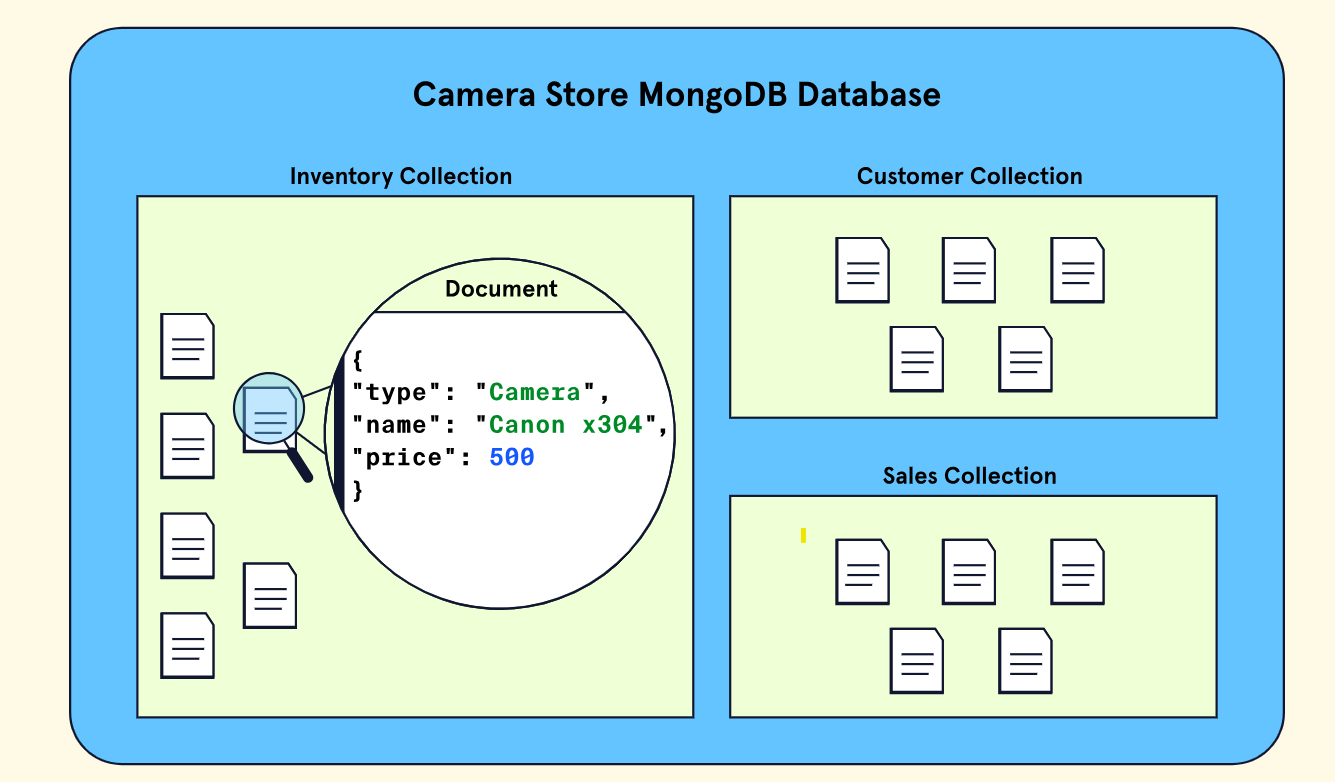 Camera Store MongoDB Database
Inventory Collection
Document
{
"type": "Camera",
"name": "Canon x304",
"price": 500
}
Customer Collection
Sales Collection